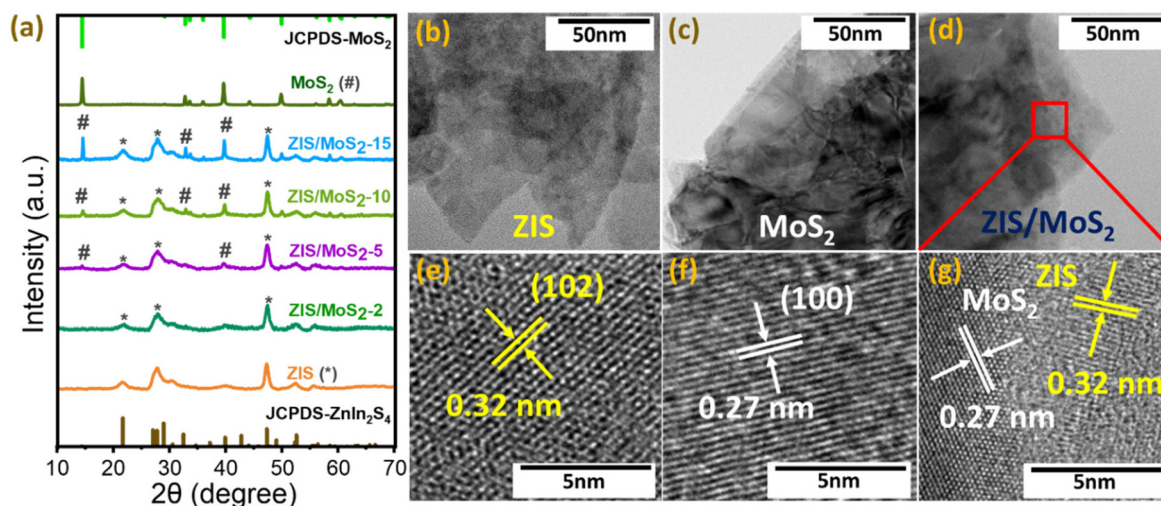 (a)
JCPDS-MoS₂
MoS₂ (#)
# # #
ZIS/MoS₂-15
* * *
# # #
ZIS/MoS₂-10
* * *
# #
ZIS/MoS₂-5
* * *
ZIS/MoS₂-2
* * *
ZIS (*)
JCPDS-ZnIn₂S₄
Intensity (a.u.)
10 20 30 40 50 60 70
2θ (degree)
(b)
50nm
ZIS
(c)
50nm
MoS₂
(d)
50nm
ZIS/MoS₂
(e)
(102)
0.32 nm
5nm
(f)
(100)
0.27 nm
5nm
(g)
ZIS
MoS₂
0.32 nm
0.27 nm
5nm